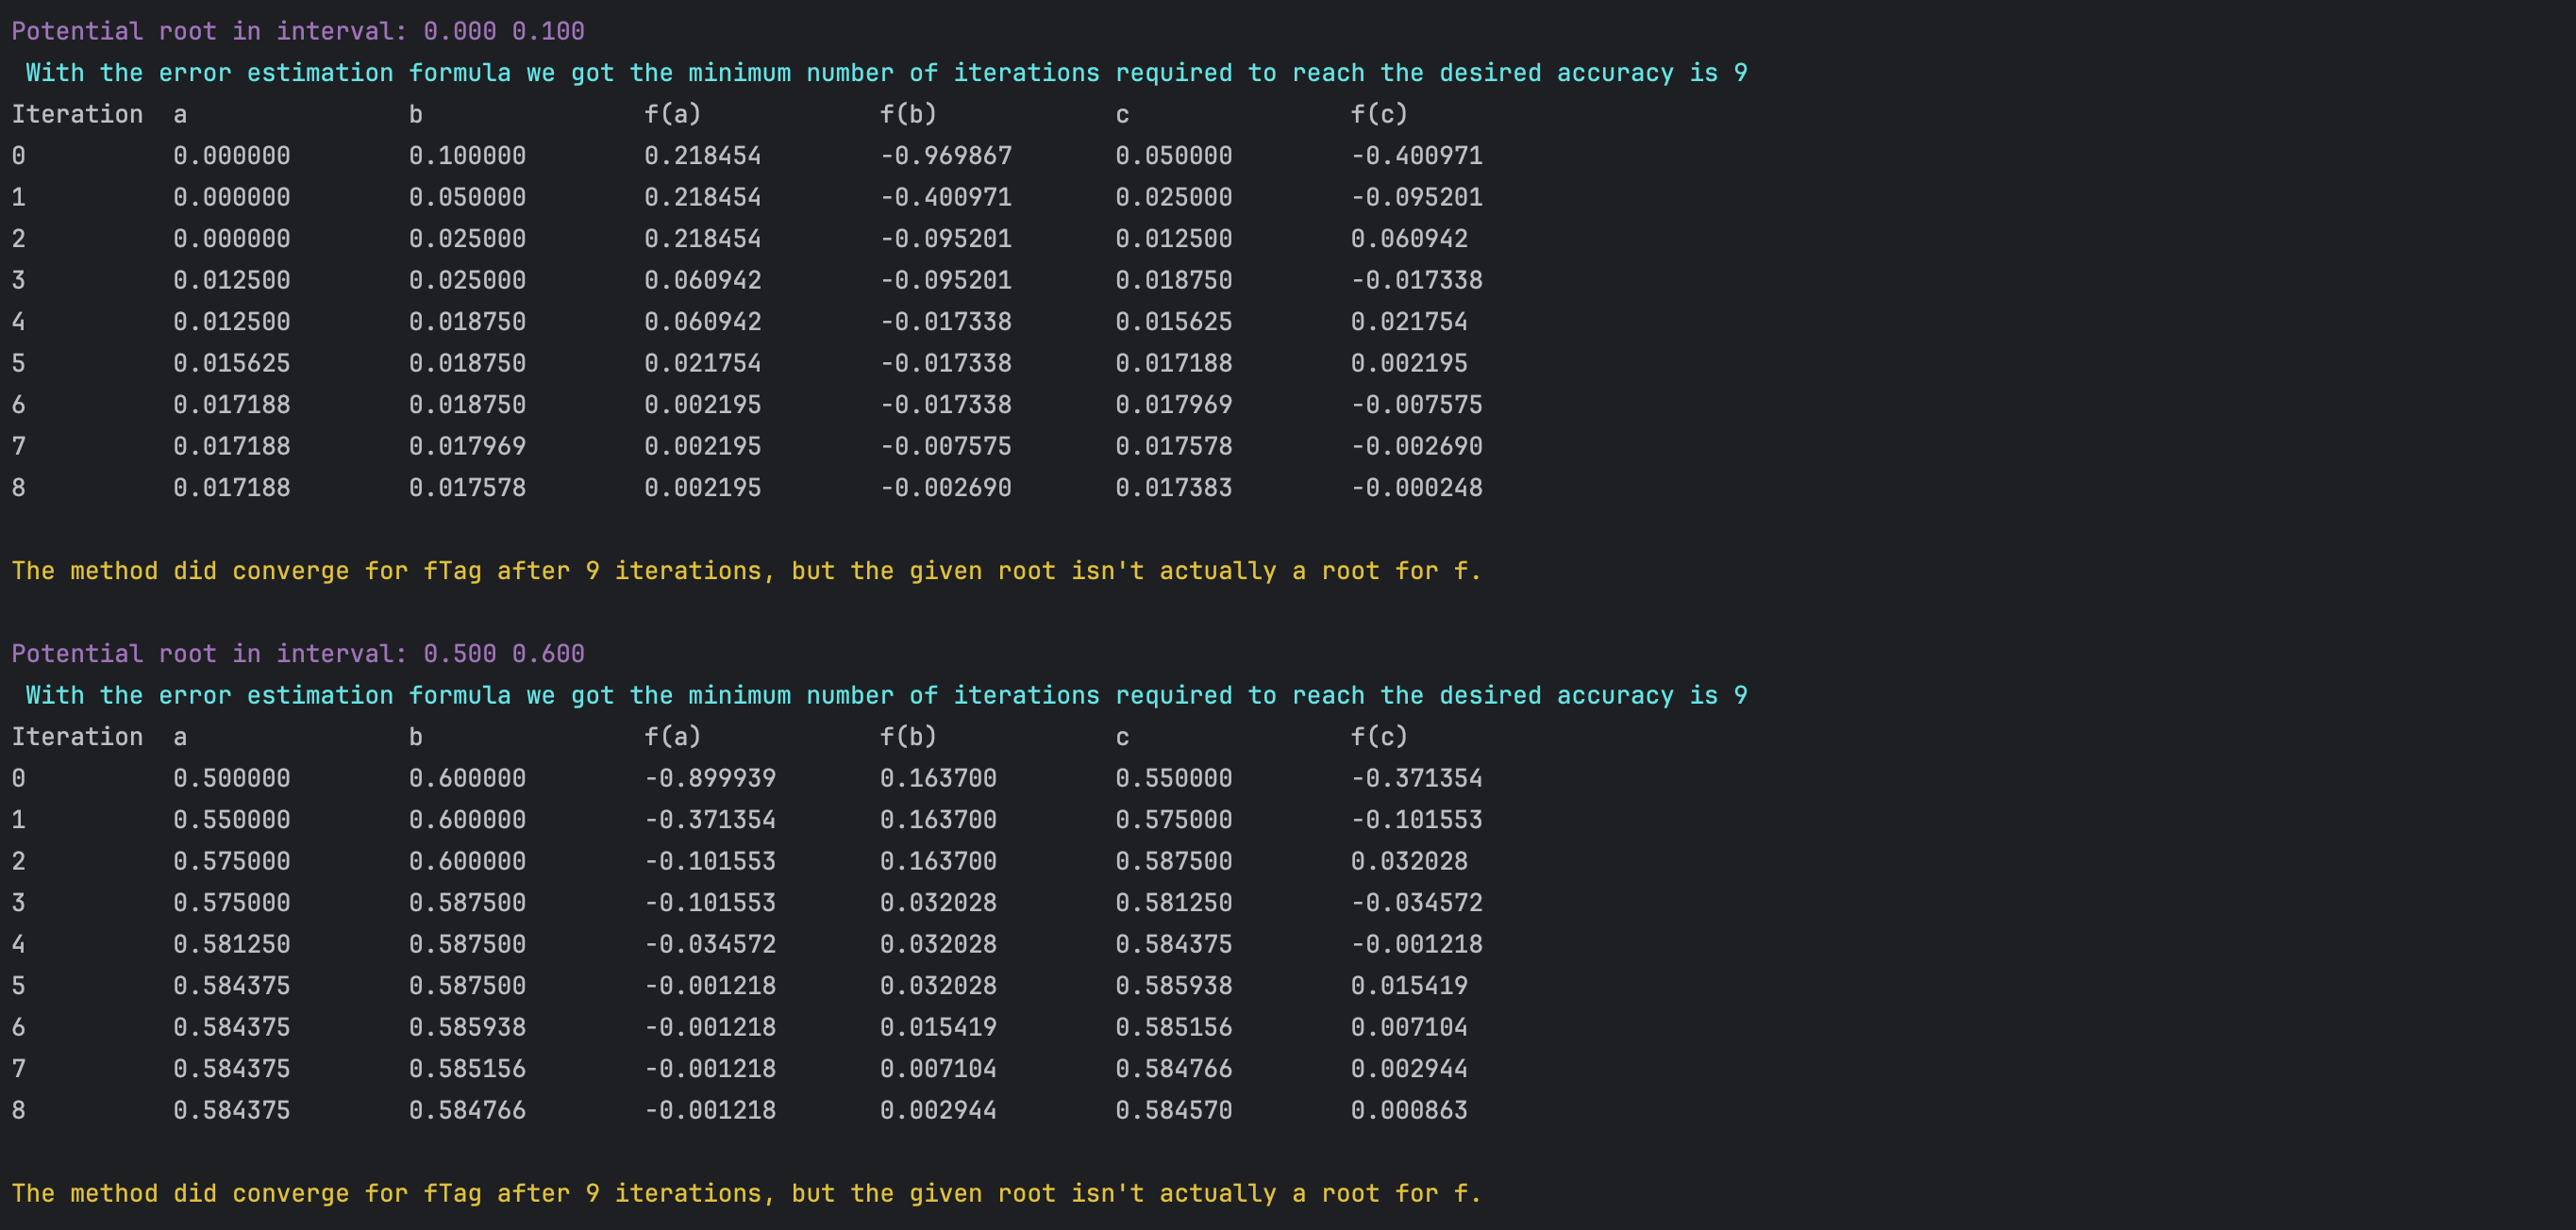 Potential root in interval: 0.000 0.100
With the error estimation formula we got the minimum number of iterations required to reach the desired accuracy is 9
Iteration a b f(a) f(b) c f(c)
0 0.000000 0.100000 0.218454 -0.969867 0.050000 -0.400971
1 0.000000 0.050000 0.218454 -0.400971 0.025000 -0.095201
2 0.000000 0.025000 0.218454 -0.095201 0.012500 0.060942
3 0.012500 0.025000 0.060942 -0.095201 0.018750 -0.017338
4 0.012500 0.018750 0.060942 -0.017338 0.015625 0.021754
5 0.015625 0.018750 0.021754 -0.017338 0.017188 0.002195
6 0.017188 0.018750 0.002195 -0.017338 0.017969 -0.007575
7 0.017188 0.017969 0.002195 -0.007575 0.017578 -0.002690
8 0.017188 0.017578 0.002195 -0.002690 0.017383 -0.000248
The method did converge for fTag after 9 iterations, but the given root isn't actually a root for f.
Potential root in interval: 0.500 0.600
With the error estimation formula we got the minimum number of iterations required to reach the desired accuracy is 9
Iteration a b f(a) f(b) c f(c)
0 0.500000 0.600000 -0.899939 0.163700 0.550000 -0.371354
1 0.550000 0.600000 -0.371354 0.163700 0.575000 -0.101553
2 0.575000 0.600000 -0.101553 0.163700 0.587500 0.032028
3 0.575000 0.587500 -0.101553 0.032028 0.581250 -0.034572
4 0.581250 0.587500 -0.034572 0.032028 0.584375 -0.001218
5 0.584375 0.587500 -0.001218 0.032028 0.585938 0.015419
6 0.584375 0.585938 -0.001218 0.015419 0.585156 0.007104
7 0.584375 0.585156 -0.001218 0.007104 0.584766 0.002944
8 0.584375 0.584766 -0.001218 0.002944 0.584570 0.000863
The method did converge for fTag after 9 iterations, but the given root isn't actually a root for f.